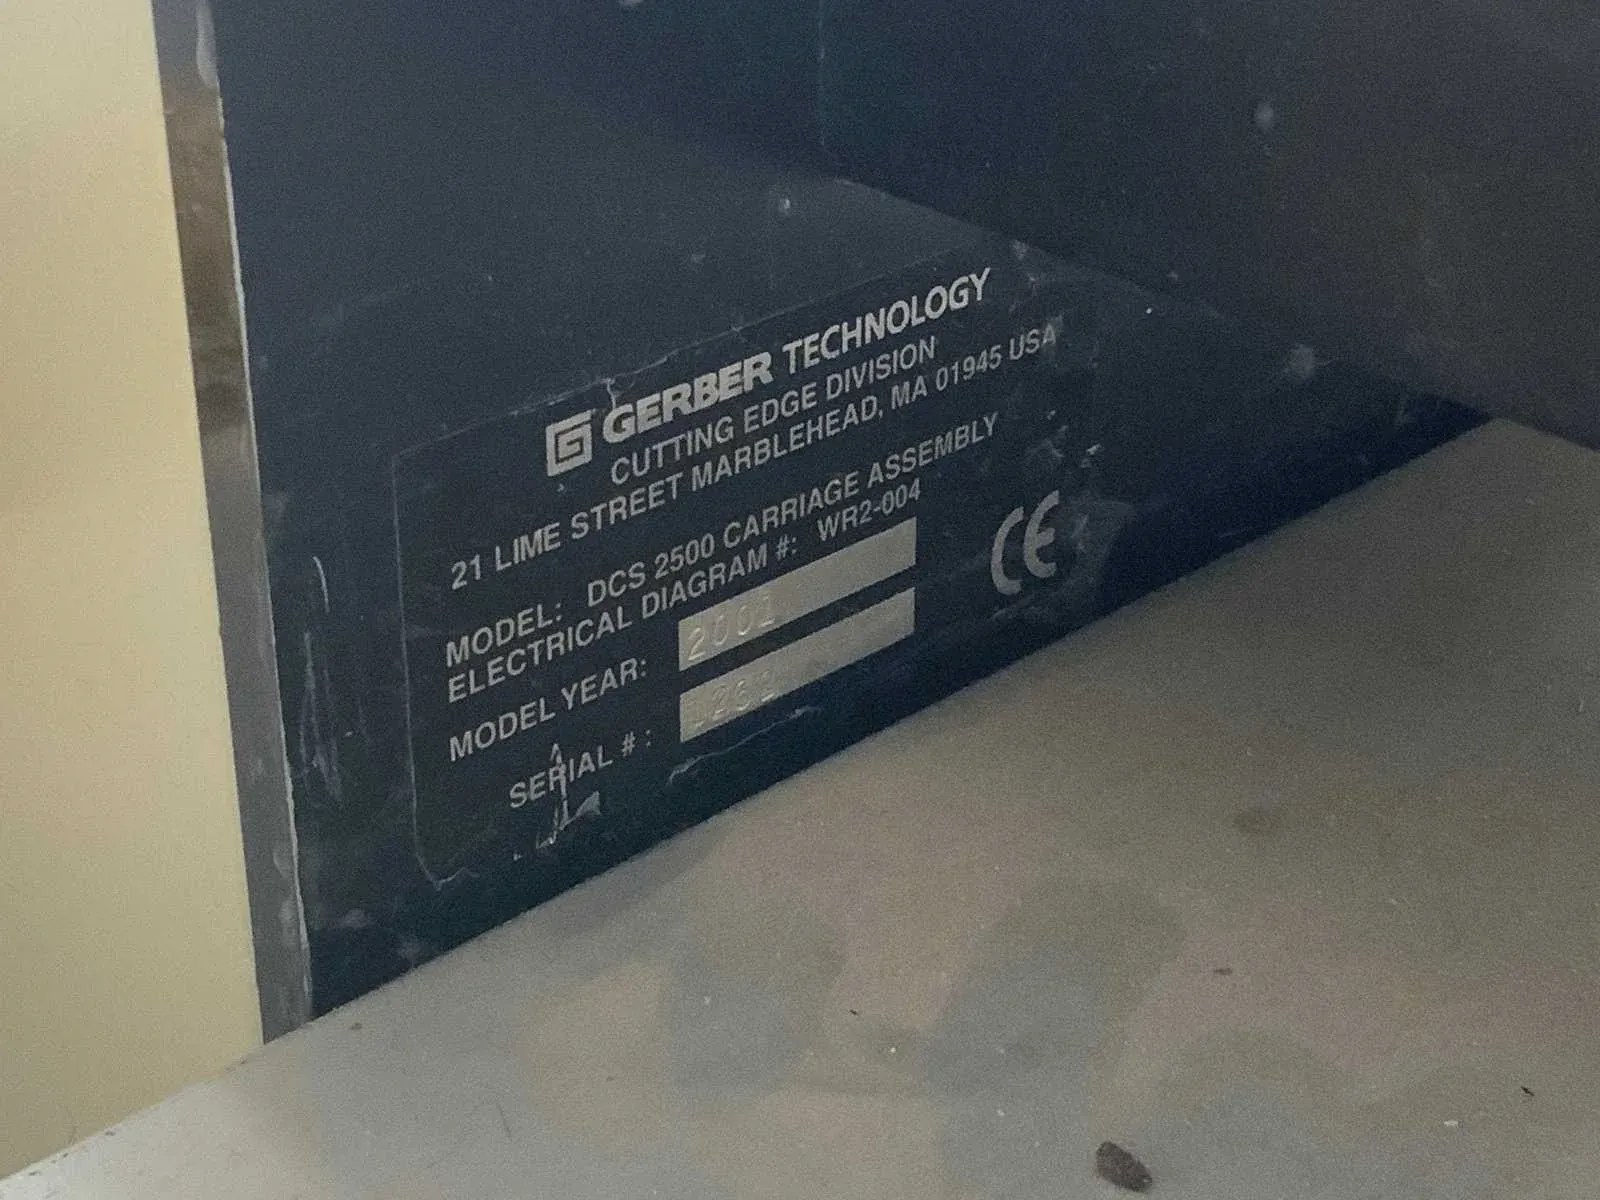 GERBER TECHNOLOGY
CUTTING EDGE DIVISION
21 LIME STREET MARBLEHEAD, MA 01945 USA
MODEL: DCS 2500 CARRIAGE ASSEMBLY
ELECTRICAL DIAGRAM #: WR2-004
MODEL YEAR: 2001
SERIAL #:
CE